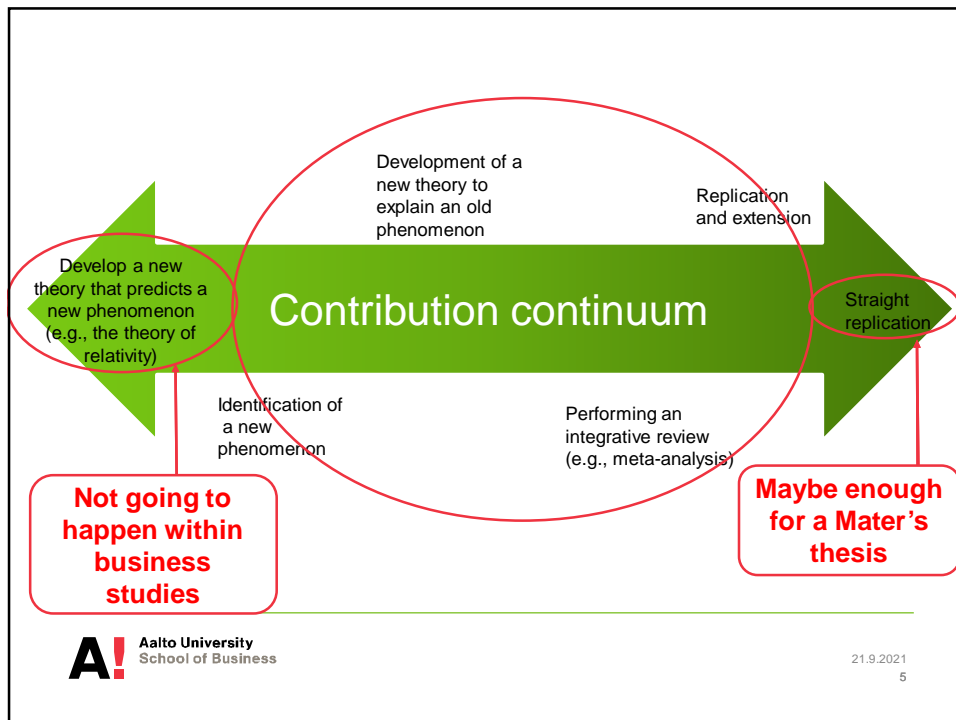 Development of a
new theory to
explain an old
phenomenon
Replication
and extension
Develop a new
theory that predicts a
new phenomenon
(e.g., the theory of
relativity)
Contribution continuum
Straight
replication
Identification of
a new
phenomenon
Performing an
integrative review
(e.g., meta-analysis)
Not going to
happen within
business
studies
Maybe enough
for a Mater’s
thesis
A!
Aalto University
School of Business
21.9.2021
5